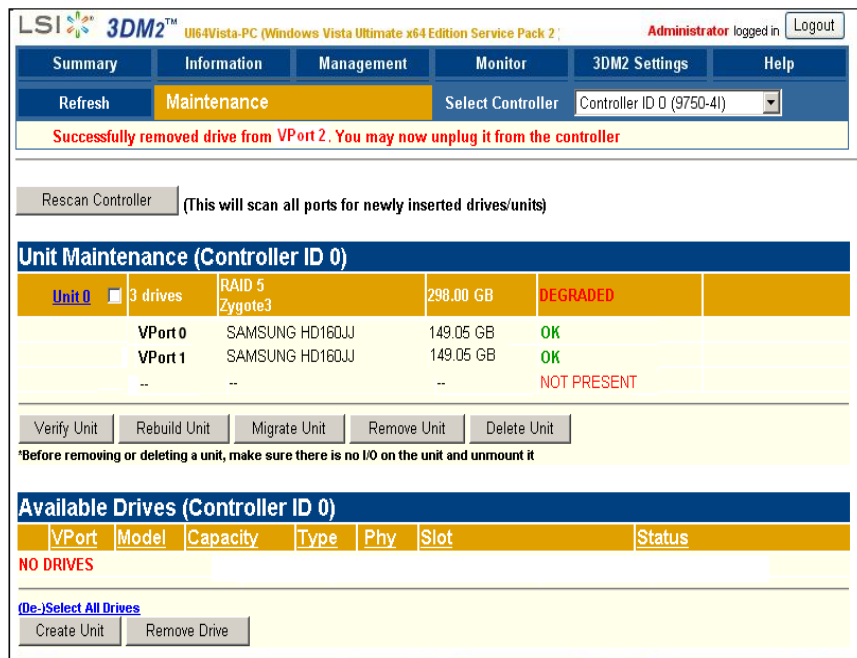 LSI 3DM2™ UI64Vista-PC (Windows Vista Ultimate x64 Edition Service Pack 2) Administrator logged in Logout
Summary Information Management Monitor 3DM2 Settings Help
Refresh Maintenance Select Controller Controller ID 0 (9750-4I)
Successfully removed drive from VPort 2. You may now unplug it from the controller
Rescan Controller (This will scan all ports for newly inserted drives/units)
Unit Maintenance (Controller ID 0)
Unit 0 3 drives RAID 5 298.00 GB DEGRADED
Zygote3
VPort 0 SAMSUNG HD160JJ 149.05 GB OK
VPort 1 SAMSUNG HD160JJ 149.05 GB OK
-- -- -- NOT PRESENT
Verify Unit Rebuild Unit Migrate Unit Remove Unit Delete Unit
*Before removing or deleting a unit, make sure there is no I/O on the unit and unmount it
Available Drives (Controller ID 0)
VPort Model Capacity Type Phy Slot Status
NO DRIVES
(De-)Select All Drives
Create Unit Remove Drive